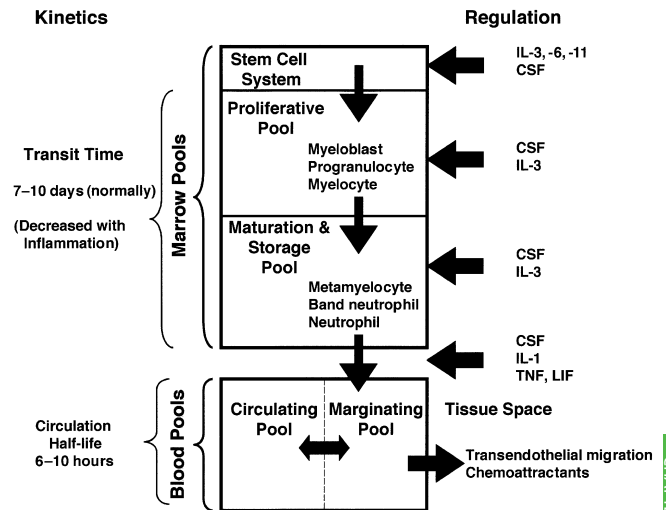 Kinetics
Regulation
Stem Cell
System
IL-3, -6, -11
CSF
Proliferative
Pool
Myeloblast
Progranulocyte
Myelocyte
CSF
IL-3
Transit Time
7–10 days (normally)
(Decreased with
Inflammation)
Marrow Pools
Maturation &
Storage
Pool
Metamyelocyte
Band neutrophil
Neutrophil
CSF
IL-3
CSF
IL-1
TNF, LIF
Circulation
Half-life
6–10 hours
Blood Pools
Circulating
Pool
Marginating
Pool
Tissue Space
Transendothelial migration
Chemoattractants